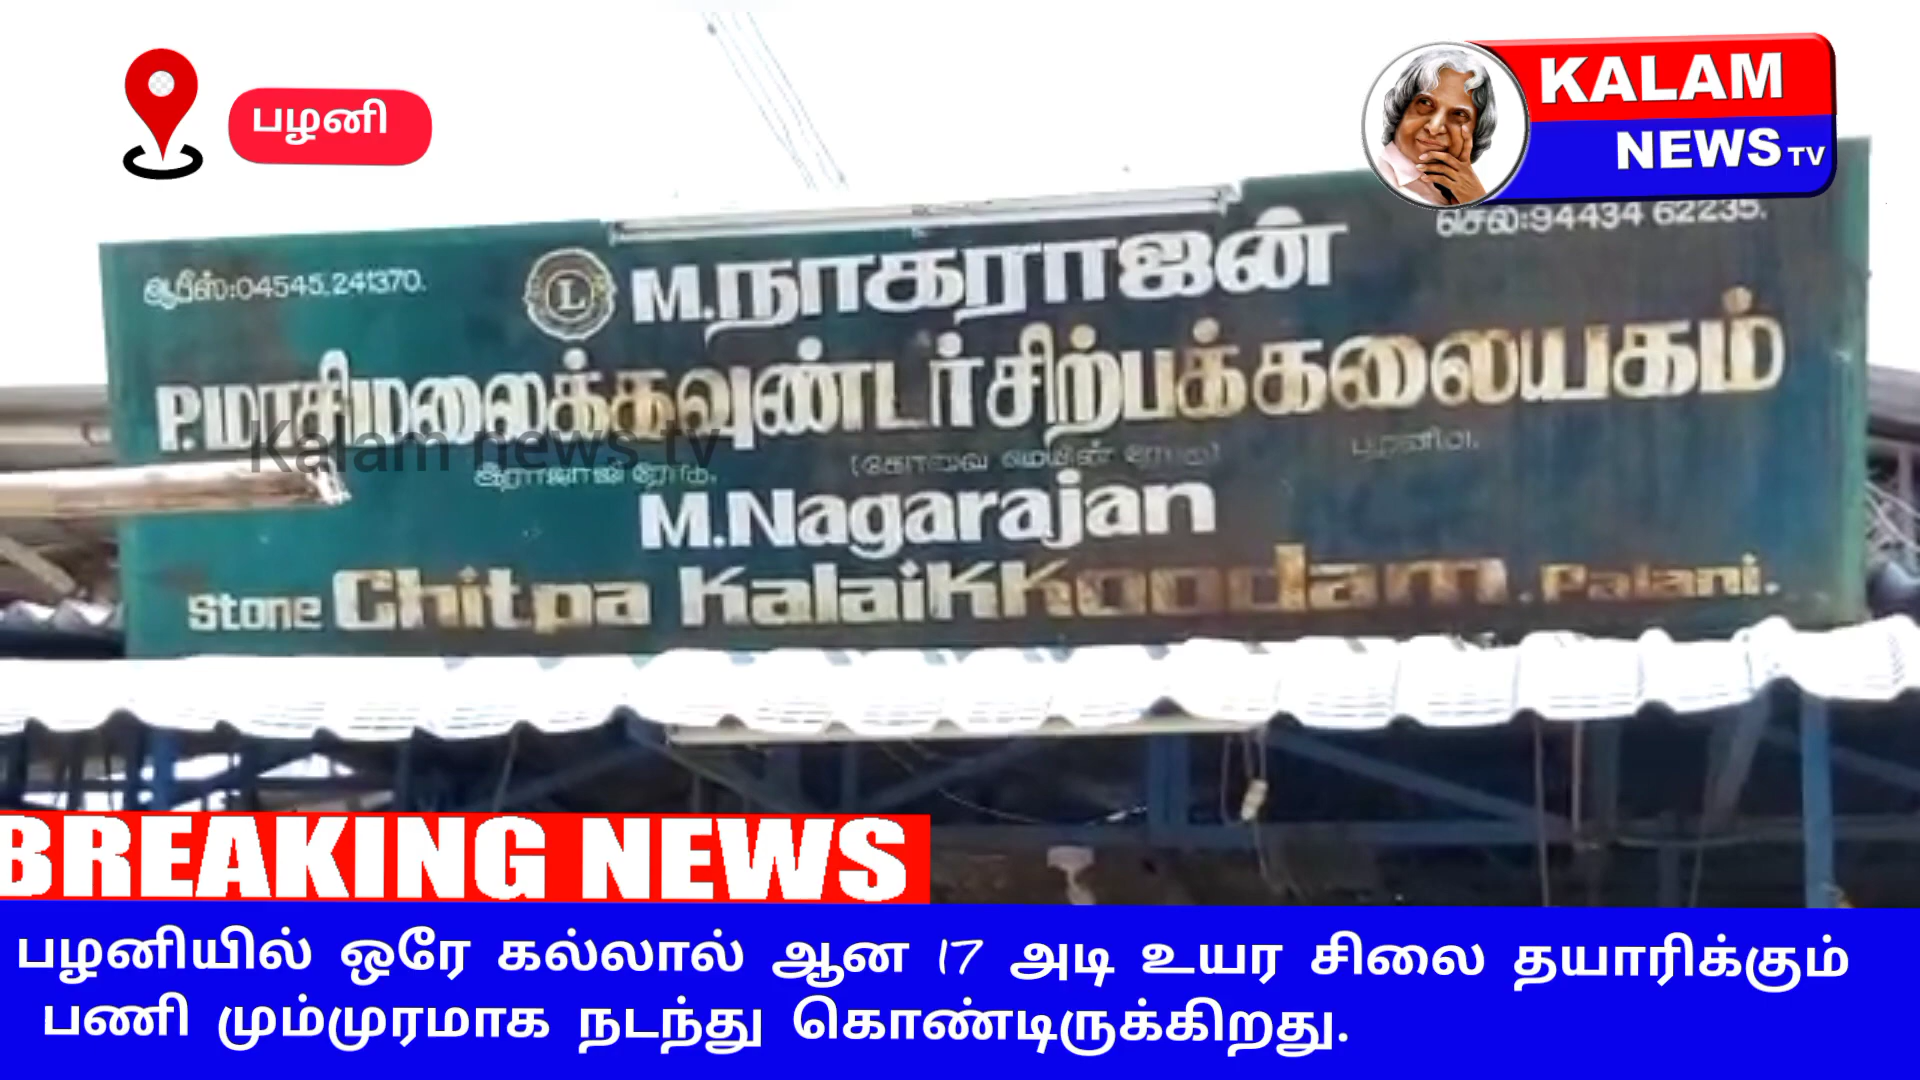 பழனி
KALAM
NEWS TV
செல்:94434 62235.
ஆபீஸ்:04545.241370.
L
M.நாகராஜன்
P.மாசிமலைக்கவுண்டர் சிற்பக்கலையகம்
Kalam news tv
இராஜாஜி ரோடு.
(கோவை மெயின் ரோடு)
பழனி.
M.Nagarajan
Stone Chitpa KalaiKKoodam. Palani.
BREAKING NEWS
பழனியில் ஒரே கல்லால் ஆன 17 அடி உயர சிலை தயாரிக்கும்
பணி மும்முரமாக நடந்து கொண்டிருக்கிறது.